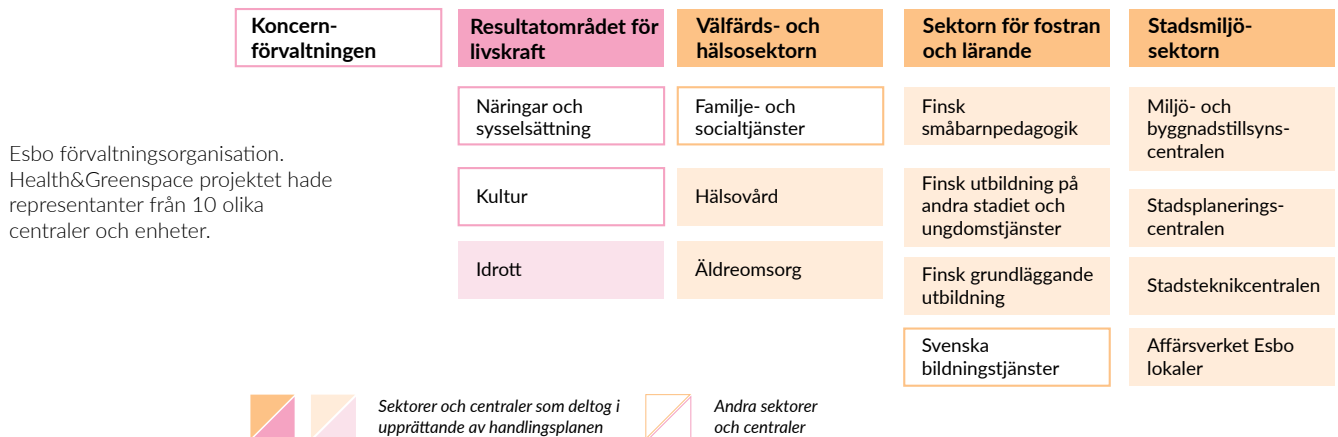 Koncern-
förvaltningen
Resultatområdet för
livskraft
Välfärds- och
hälsosektorn
Sektorn för fostran
och lärande
Stadsmiljö-
sektorn
Esbo förvaltningsorganisation.
Health&Greenspace projektet hade
representanter från 10 olika
centraler och enheter.
Näringar och
sysselsättning
Kultur
Idrott
Familje- och
socialtjänster
Hälsovård
Äldreomsorg
Finsk
småbarnpedagogik
Finsk utbildning på
andra stadiet och
ungdomstjänster
Finsk grundläggande
utbildning
Svenska
bildningstjänster
Miljö- och
byggnadstillsyns-
centralen
Stadsplanerings-
centralen
Stadsteknikcentralen
Affärsverket Esbo
lokaler
Sektorer och centraler som deltog i
upprättande av handlingsplanen
Andra sektorer
och centraler